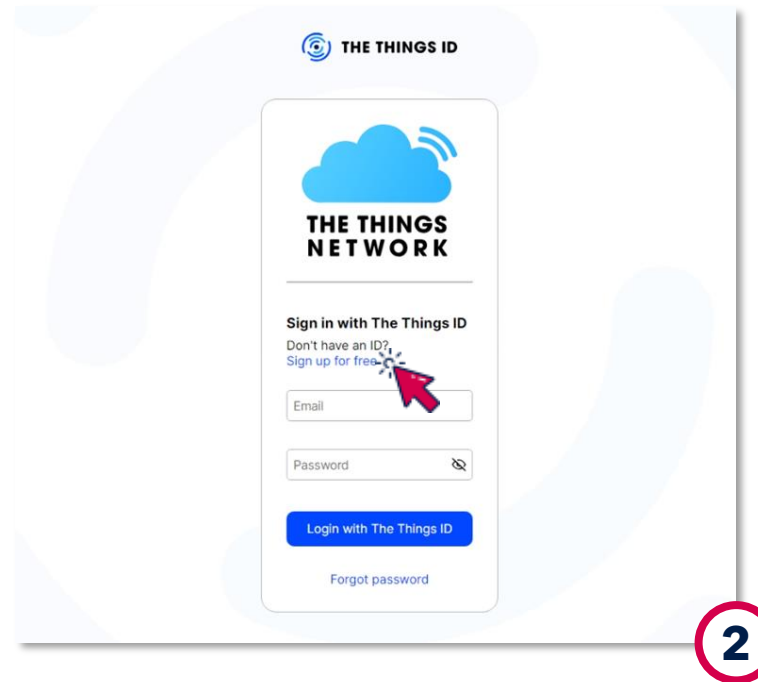 THE THINGS ID
THE THINGS
NETWORK
Sign in with The Things ID
Don't have an ID?
Sign up for free
Email
Password
Login with The Things ID
Forgot password
2